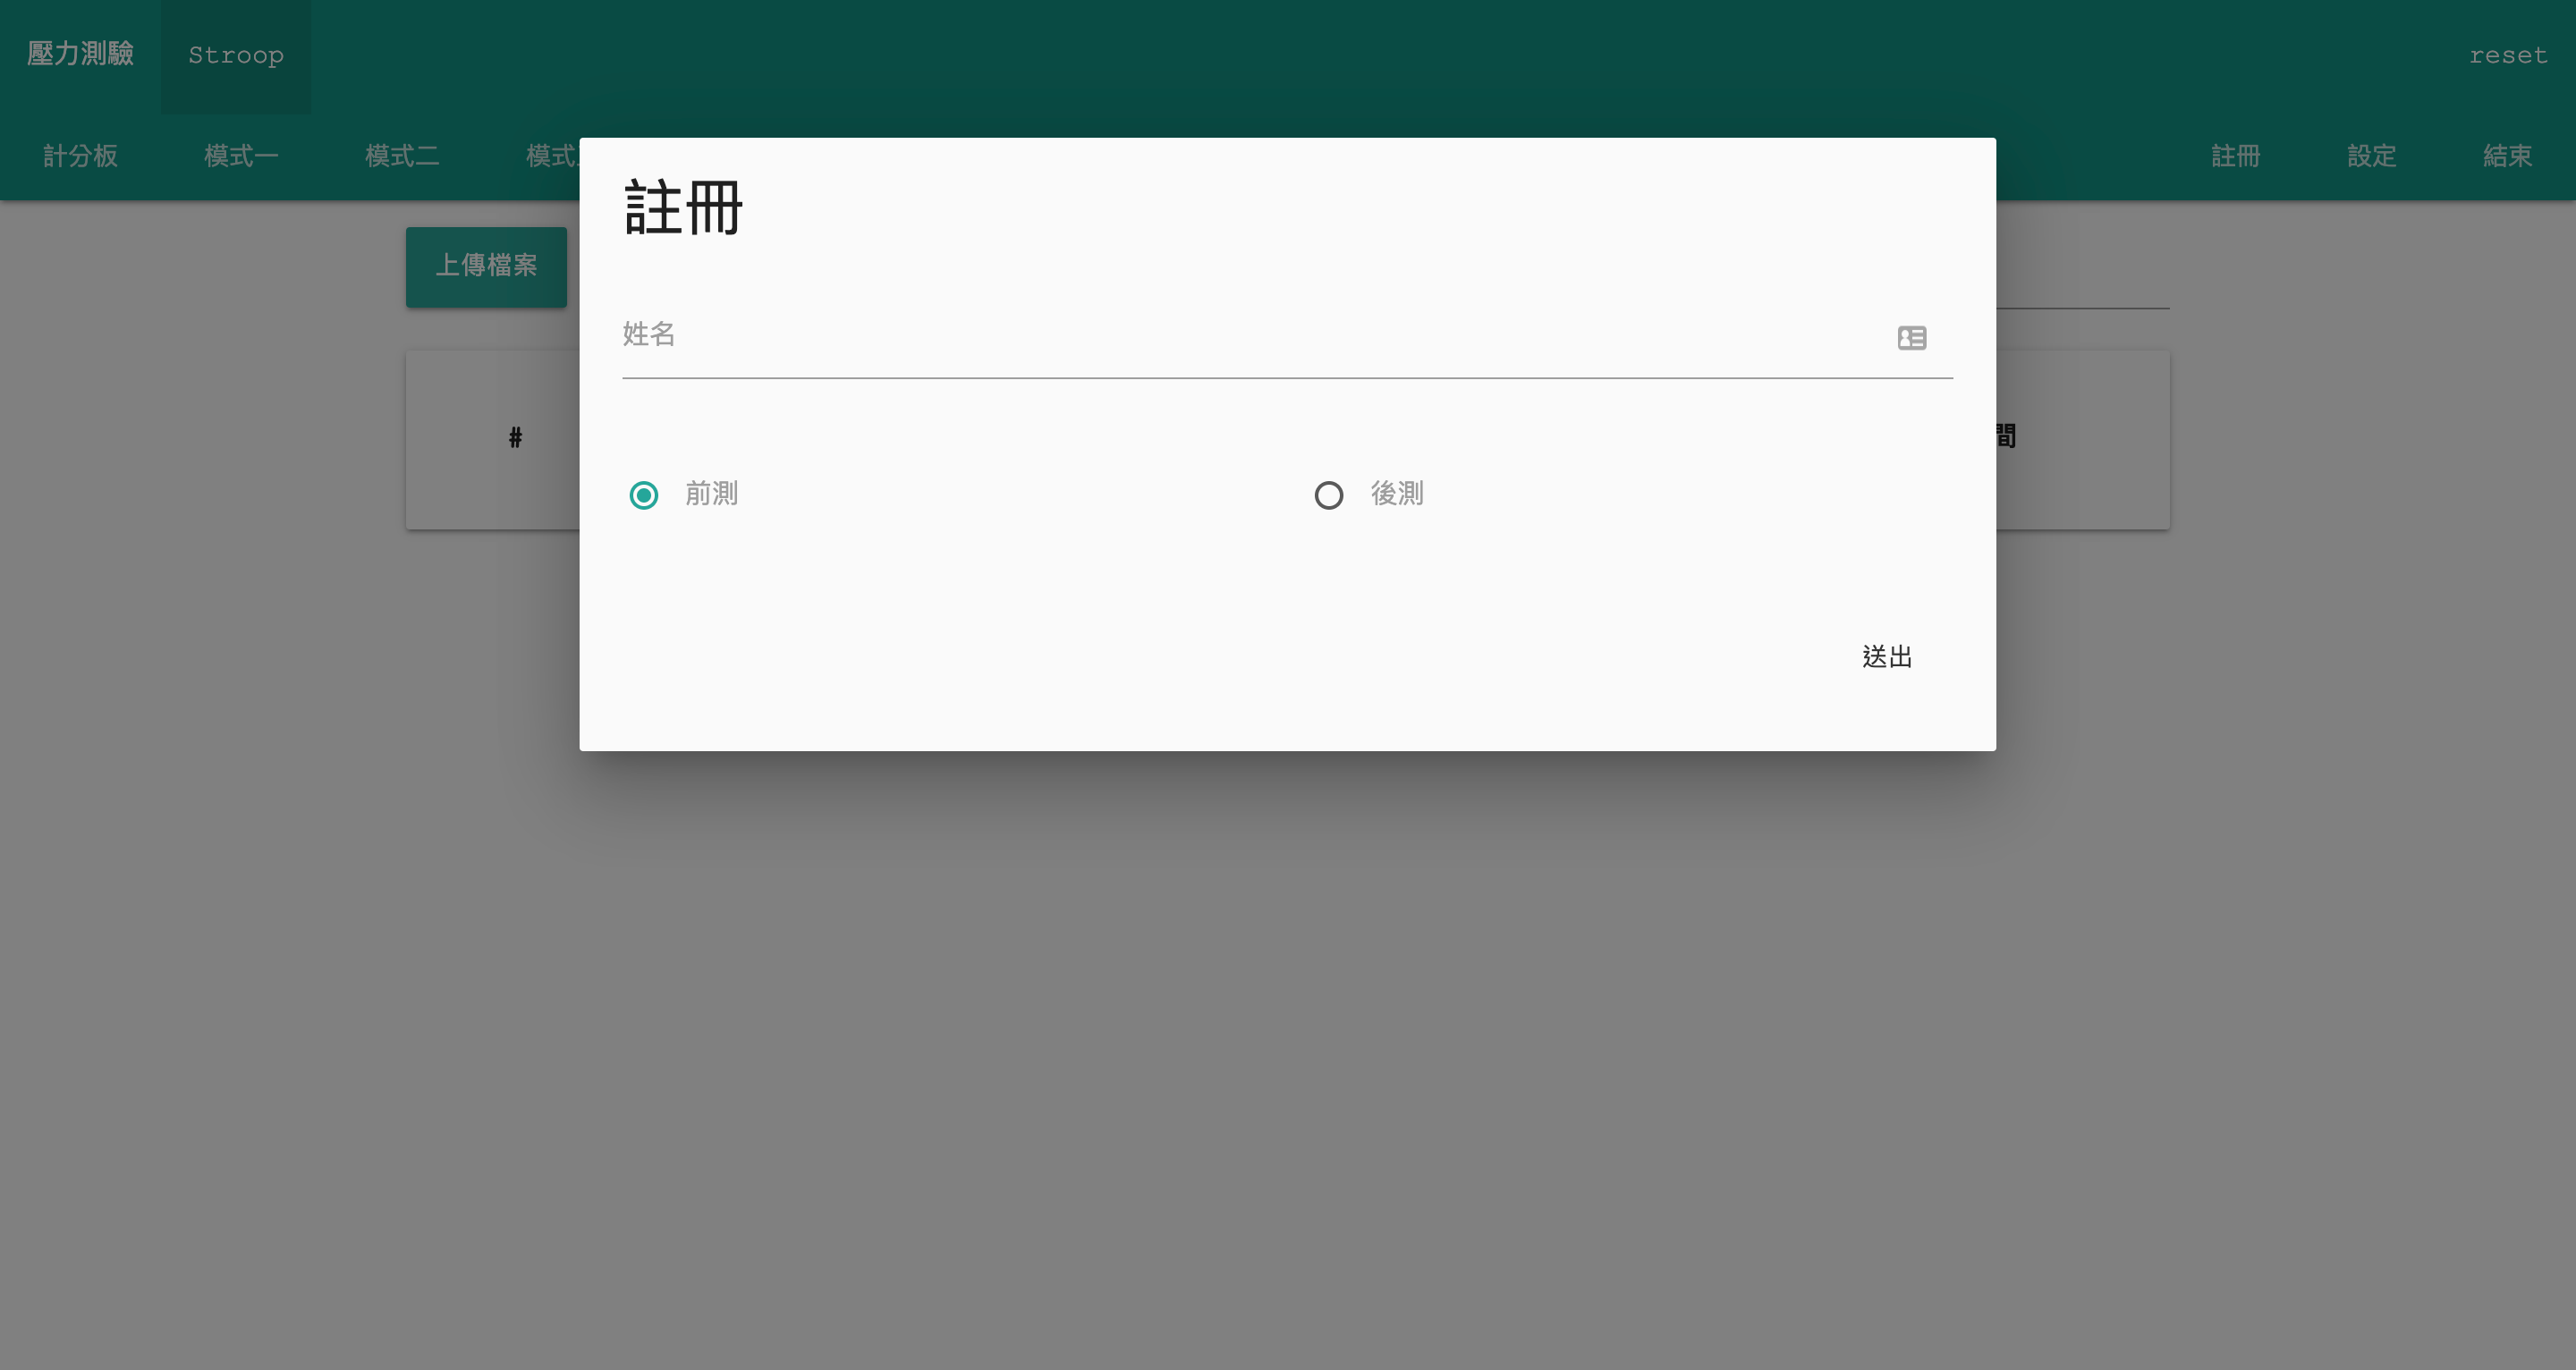 壓力測驗 Stroop reset
計分板 模式一 模式二 模式 註冊 設定 結束
註冊
上傳檔案
姓名
# 間
前測 後測
送出